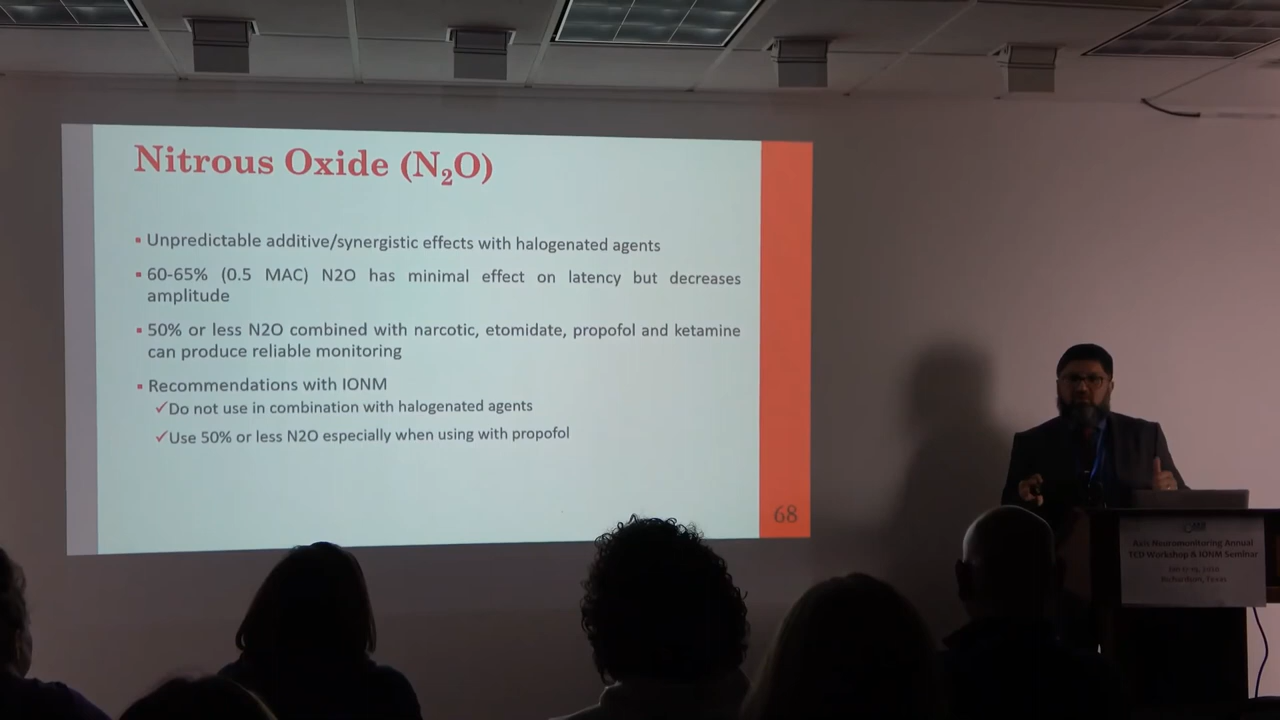 Nitrous Oxide (N₂O)
▪ Unpredictable additive/synergistic effects with halogenated agents
▪ 60-65% (0.5 MAC) N2O has minimal effect on latency but decreases
amplitude
▪ 50% or less N2O combined with narcotic, etomidate, propofol and ketamine
can produce reliable monitoring
▪ Recommendations with IONM
✓Do not use in combination with halogenated agents
✓Use 50% or less N2O especially when using with propofol
68
Axis Neuromonitoring Annual
Workshop & IONM Seminar
Richardson, Texas